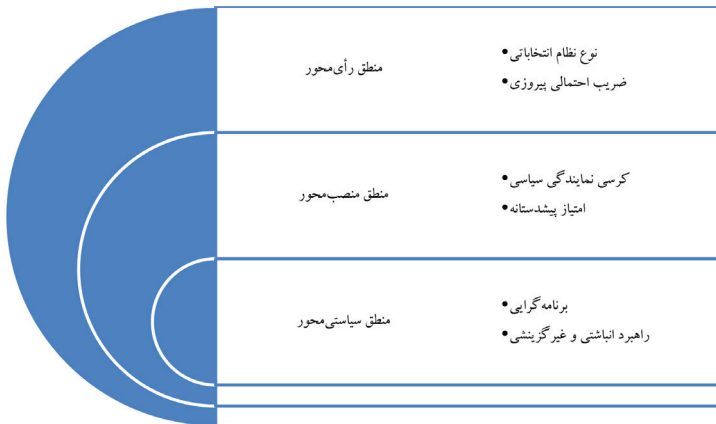 • نوع نظام انتخاباتی
منطق رأی‌محور
• ضریب احتمالی پیروزی
• کرسی نمایندگی سیاسی
منطق منصب‌محور
• امتیاز پیشدستانه
• برنامه‌گرایی
منطق سیاستی‌محور
• راهبرد انباشتی و غیرگزینشی